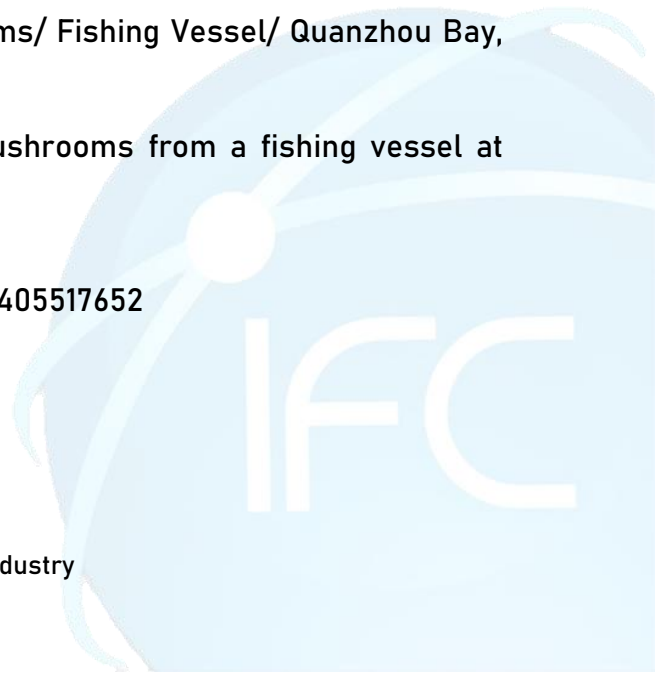 ms/ Fishing Vessel/ Quanzhou Bay,
ushrooms from a fishing vessel at
405517652
IFC
dustry